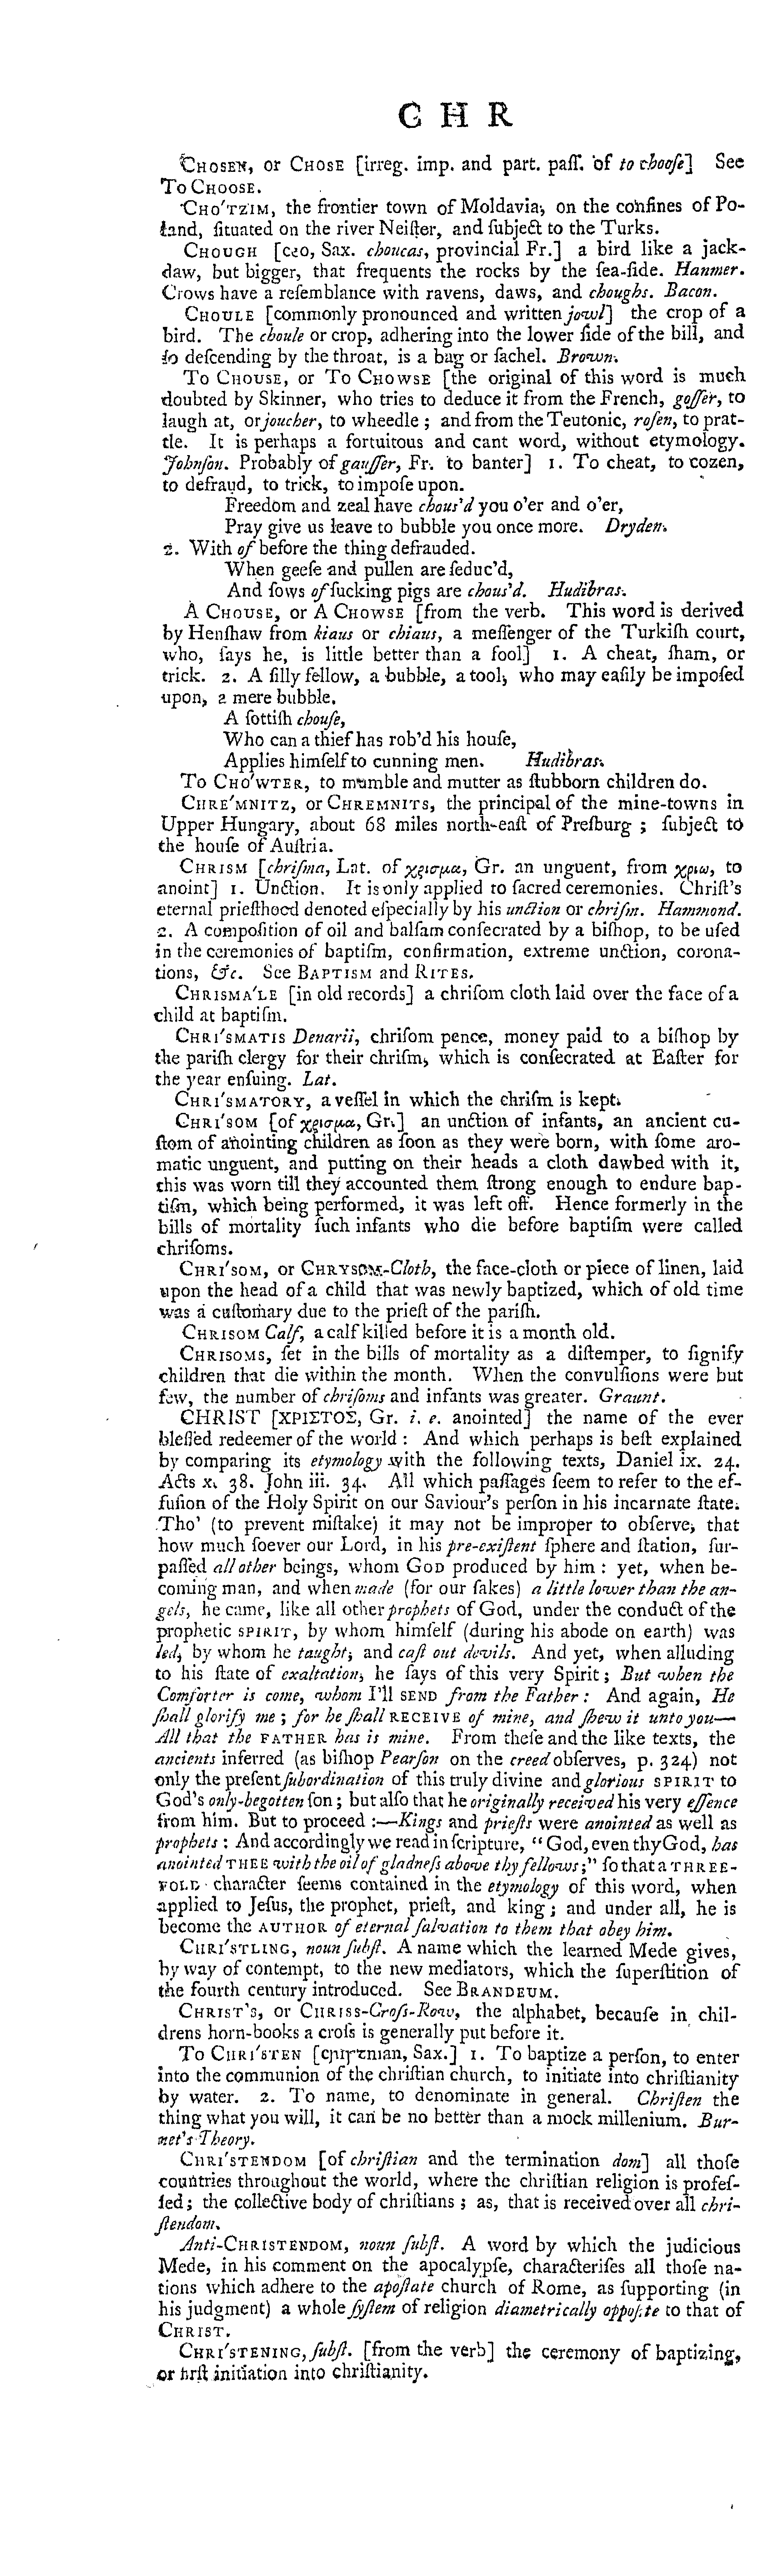 C H R
CHOSEN, or CHOSE [irreg. imp. and part. paſſ. of to chooſe] See
To CHOOSE.
CHO'TZIM, the frontier town of Moldavia, on the confines of Po-
land, ſituated on the river Neiſter, and ſubject to the Turks.
CHOUGH [ceo, Sax. choucas, provincial Fr.] a bird like a jack-
daw, but bigger, that frequents the rocks by the ſea-ſide. Hanmer.
Crows have a reſemblance with ravens, daws, and choughs. Bacon.
CHOULE [commonly pronounced and written jowl] the crop of a
bird. The choule or crop, adhering into the lower ſide of the bill, and
ſo deſcending by the throat, is a bag or ſachel. Brown.
To CHOUSE, or To CHOWSE [the original of this word is much
doubted by Skinner, who tries to deduce it from the French, goſſer, to
laugh at, or joucher, to wheedle; and from the Teutonic, roſen, to prat-
tle. It is perhaps a fortuitous and cant word, without etymology.
Johnſon. Probably of gauſſer, Fr. to banter] 1. To cheat, to cozen,
to defraud, to trick, to impoſe upon.
Freedom and zeal have chous'd you o'er and o'er,
Pray give us leave to bubble you once more. Dryden.
2. With of before the thing defrauded.
When geeſe and pullen are ſeduc'd,
And ſows of ſucking pigs are chous'd. Hudibras.
A CHOUSE, or A CHOWSE [from the verb. This word is derived
by Henſhaw from kiaus or chiaus, a meſſenger of the Turkiſh court,
who, ſays he, is little better than a fool] 1. A cheat, ſham, or
trick. 2. A ſilly fellow, a bubble, a tool, who may eaſily be impoſed
upon, a mere bubble.
A ſottiſh chouſe,
Who can a thief has rob'd his houſe,
Applies himſelf to cunning men. Hudibras.
To CHO'WTER, to mumble and mutter as ſtubborn children do.
CHRE'MNITZ, or CHREMNITS, the principal of the mine-towns in
Upper Hungary, about 68 miles north-eaſt of Preſburg; ſubject to
the houſe of Auſtria.
CHRISM [chriſma, Lat. of χρισμα, Gr. an unguent, from χριω, to
anoint] 1. Unction. It is only applied to ſacred ceremonies. Chriſt's
eternal prieſthood denoted eſpecially by his unction or chriſm. Hammond.
2. A compoſition of oil and balſam conſecrated by a biſhop, to be uſed
in the ceremonies of baptiſm, confirmation, extreme unction, corona-
tions, &c. See BAPTISM and RITES.
CHRISMA'LE [in old records] a chriſom cloth laid over the face of a
child at baptiſm.
CHRI'SMATIS Denarii, chriſom pence, money paid to a biſhop by
the pariſh clergy for their chriſm, which is conſecrated at Eaſter for
the year enſuing. Lat.
CHRI'SMATORY, a veſſel in which the chriſm is kept.
CHRI'SOM [of χρισμα, Gr.] an unction of infants, an ancient cu-
ſtom of anointing children as ſoon as they were born, with ſome aro-
matic unguent, and putting on their heads a cloth dawbed with it,
this was worn till they accounted them ſtrong enough to endure bap-
tiſm, which being performed, it was left off. Hence formerly in the
bills of mortality ſuch infants who die before baptiſm were called
chriſoms.
CHRI'SOM, or CHRYSOM-Cloth, the face-cloth or piece of linen, laid
upon the head of a child that was newly baptized, which of old time
was a cuſtomary due to the prieſt of the pariſh.
CHRISOM Calf, a calf killed before it is a month old.
CHRISOMS, ſet in the bills of mortality as a diſtemper, to ſignify
children that die within the month. When the convulſions were but
few, the number of chriſoms and infants was greater. Graunt.
CHRIST [ΧΡΙΣΤΟΣ, Gr. i. e. anointed] the name of the ever
bleſſed redeemer of the world: And which perhaps is beſt explained
by comparing its etymology with the following texts, Daniel ix. 24.
Acts x. 38. John iii. 34. All which paſſages ſeem to refer to the ef-
fuſion of the Holy Spirit on our Saviour's perſon in his incarnate ſtate.
Tho' (to prevent miſtake) it may not be improper to obſerve, that
how much ſoever our Lord, in his pre-exiſtent ſphere and ſtation, ſur-
paſſed all other beings, whom GOD produced by him: yet, when be-
coming man, and when made (for our ſakes) a little lower than the an-
gels, he came, like all other prophets of God, under the conduct of the
prophetic SPIRIT, by whom himſelf (during his abode on earth) was
led, by whom he taught, and caſt out devils. And yet, when alluding
to his ſtate of exaltation, he ſays of this very Spirit; But when the
Comforter is come, whom I'll SEND from the Father: And again, He
ſhall glorify me; for he ſhall RECEIVE of mine, and ſhew it unto you—
All that the FATHER has is mine. From theſe and the like texts, the
ancients inferred (as biſhop Pearſon on the creed obſerves, p. 324) not
only the preſent ſubordination of this truly divine and glorious SPIRIT to
God's only-begotten ſon; but alſo that he originally received his very eſſence
from him. But to proceed:—Kings and prieſts were anointed as well as
prophets: And accordingly we read in ſcripture, "God, even thy God, has
anointed THEE with the oil of gladneſs above thy fellows;" ſo that a THREE-
FOLD character ſeems contained in the etymology of this word, when
applied to Jeſus, the prophet, prieſt, and king; and under all, he is
become the AUTHOR of eternal ſalvation to them that obey him.
CHRI'STLING, noun ſubſt. A name which the learned Mede gives,
by way of contempt, to the new mediators, which the ſuperſtition of
the fourth century introduced. See BRANDEUM.
CHRIST'S, or CHRISS-Croſs-Row, the alphabet, becauſe in chil-
drens horn-books a croſs is generally put before it.
To CHRI'STEN [cꞃiꞅꞇnian, Sax.] 1. To baptize a perſon, to enter
into the communion of the chriſtian church, to initiate into chriſtianity
by water. 2. To name, to denominate in general. Chriſten the
thing what you will, it can be no better than a mock millenium. Bur-
net's Theory.
CHRI'STENDOM [of chriſtian and the termination dom] all thoſe
countries throughout the world, where the chriſtian religion is profeſ-
ſed; the collective body of chriſtians; as, that is received over all chri-
ſtendom.
Anti-CHRISTENDOM, noun ſubſt. A word by which the judicious
Mede, in his comment on the apocalypſe, characteriſes all thoſe na-
tions which adhere to the apoſtate church of Rome, as ſupporting (in
his judgment) a whole ſyſtem of religion diametrically oppoſite to that of
CHRIST.
CHRI'STENING, ſubſt. [from the verb] the ceremony of baptizing,
or firſt initiation into chriſtianity.